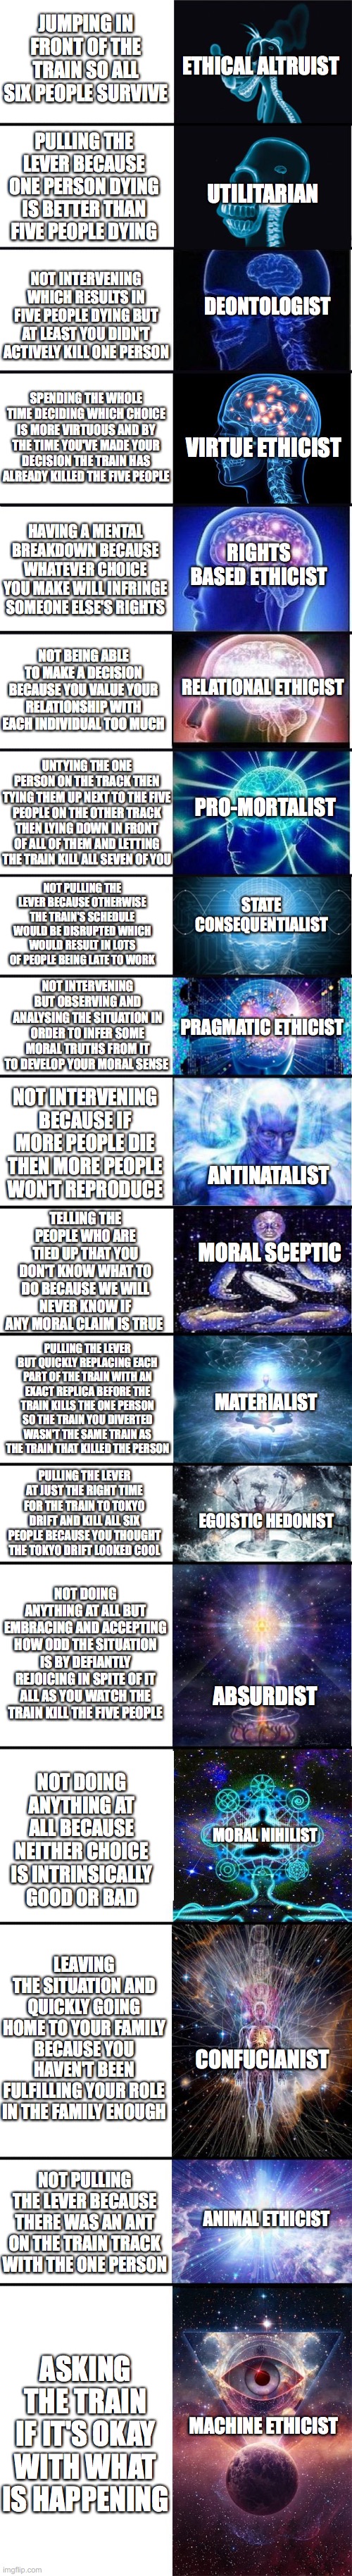 JUMPING IN
FRONT OF THE
TRAIN SO ALL
SIX PEOPLE SURVIVE
ETHICAL ALTRUIST
PULLING THE
LEVER BECAUSE
ONE PERSON DYING
IS BETTER THAN
FIVE PEOPLE DYING
UTILITARIAN
NOT INTERVENING
WHICH RESULTS IN
FIVE PEOPLE DYING BUT
AT LEAST YOU DIDN'T
ACTIVELY KILL ONE PERSON
DEONTOLOGIST
SPENDING THE WHOLE
TIME DECIDING WHICH CHOICE
IS MORE VIRTUOUS AND BY
THE TIME YOU'VE MADE YOUR
DECISION THE TRAIN HAS
ALREADY KILLED THE FIVE PEOPLE
VIRTUE ETHICIST
HAVING A MENTAL
BREAKDOWN BECAUSE
WHATEVER CHOICE
YOU MAKE WILL INFRINGE
SOMEONE ELSE'S RIGHTS
RIGHTS
BASED ETHICIST
NOT BEING ABLE
TO MAKE A DECISION
BECAUSE YOU VALUE YOUR
RELATIONSHIP WITH
EACH INDIVIDUAL TOO MUCH
RELATIONAL ETHICIST
UNTYING THE ONE
PERSON ON THE TRACK THEN
TYING THEM UP NEXT TO THE FIVE
PEOPLE ON THE OTHER TRACK
THEN LYING DOWN IN FRONT
OF ALL OF THEM AND LETTING
THE TRAIN KILL ALL SEVEN OF YOU
PRO-MORTALIST
NOT PULLING THE
LEVER BECAUSE OTHERWISE
THE TRAIN'S SCHEDULE
WOULD BE DISRUPTED WHICH
WOULD RESULT IN LOTS
OF PEOPLE BEING LATE TO WORK
STATE
CONSEQUENTIALIST
NOT INTERVENING
BUT OBSERVING AND
ANALYSING THE SITUATION IN
ORDER TO INFER SOME
MORAL TRUTHS FROM IT
TO DEVELOP YOUR MORAL SENSE
PRAGMATIC ETHICIST
NOT INTERVENING
BECAUSE IF
MORE PEOPLE DIE
THEN MORE PEOPLE
WON'T REPRODUCE
ANTINATALIST
TELLING THE
PEOPLE WHO ARE
TIED UP THAT YOU
DON'T KNOW WHAT TO
DO BECAUSE WE WILL
NEVER KNOW IF
ANY MORAL CLAIM IS TRUE
MORAL SCEPTIC
PULLING THE LEVER
BUT QUICKLY REPLACING EACH
PART OF THE TRAIN WITH AN
EXACT REPLICA BEFORE THE
TRAIN KILLS THE ONE PERSON
SO THE TRAIN YOU DIVERTED
WASN'T THE SAME TRAIN AS
THE TRAIN THAT KILLED THE PERSON
MATERIALIST
PULLING THE LEVER
AT JUST THE RIGHT TIME
FOR THE TRAIN TO TOKYO
DRIFT AND KILL ALL SIX
PEOPLE BECAUSE YOU THOUGHT
THE TOKYO DRIFT LOOKED COOL
EGOISTIC HEDONIST
NOT DOING
ANYTHING AT ALL BUT
EMBRACING AND ACCEPTING
HOW ODD THE SITUATION
IS BY DEFIANTLY
REJOICING IN SPITE OF IT
ALL AS YOU WATCH THE
TRAIN KILL THE FIVE PEOPLE
ABSURDIST
NOT DOING
ANYTHING AT
ALL BECAUSE
NEITHER CHOICE
IS INTRINSICALLY
GOOD OR BAD
MORAL NIHILIST
LEAVING
THE SITUATION AND
QUICKLY GOING
HOME TO YOUR FAMILY
BECAUSE YOU
HAVEN'T BEEN
FULFILLING YOUR ROLE
IN THE FAMILY ENOUGH
CONFUCIANIST
NOT PULLING
THE LEVER BECAUSE
THERE WAS AN ANT
ON THE TRAIN TRACK
WITH THE ONE PERSON
ANIMAL ETHICIST
ASKING
THE TRAIN
IF IT'S OKAY
WITH WHAT
IS HAPPENING
MACHINE ETHICIST
imgflip.com